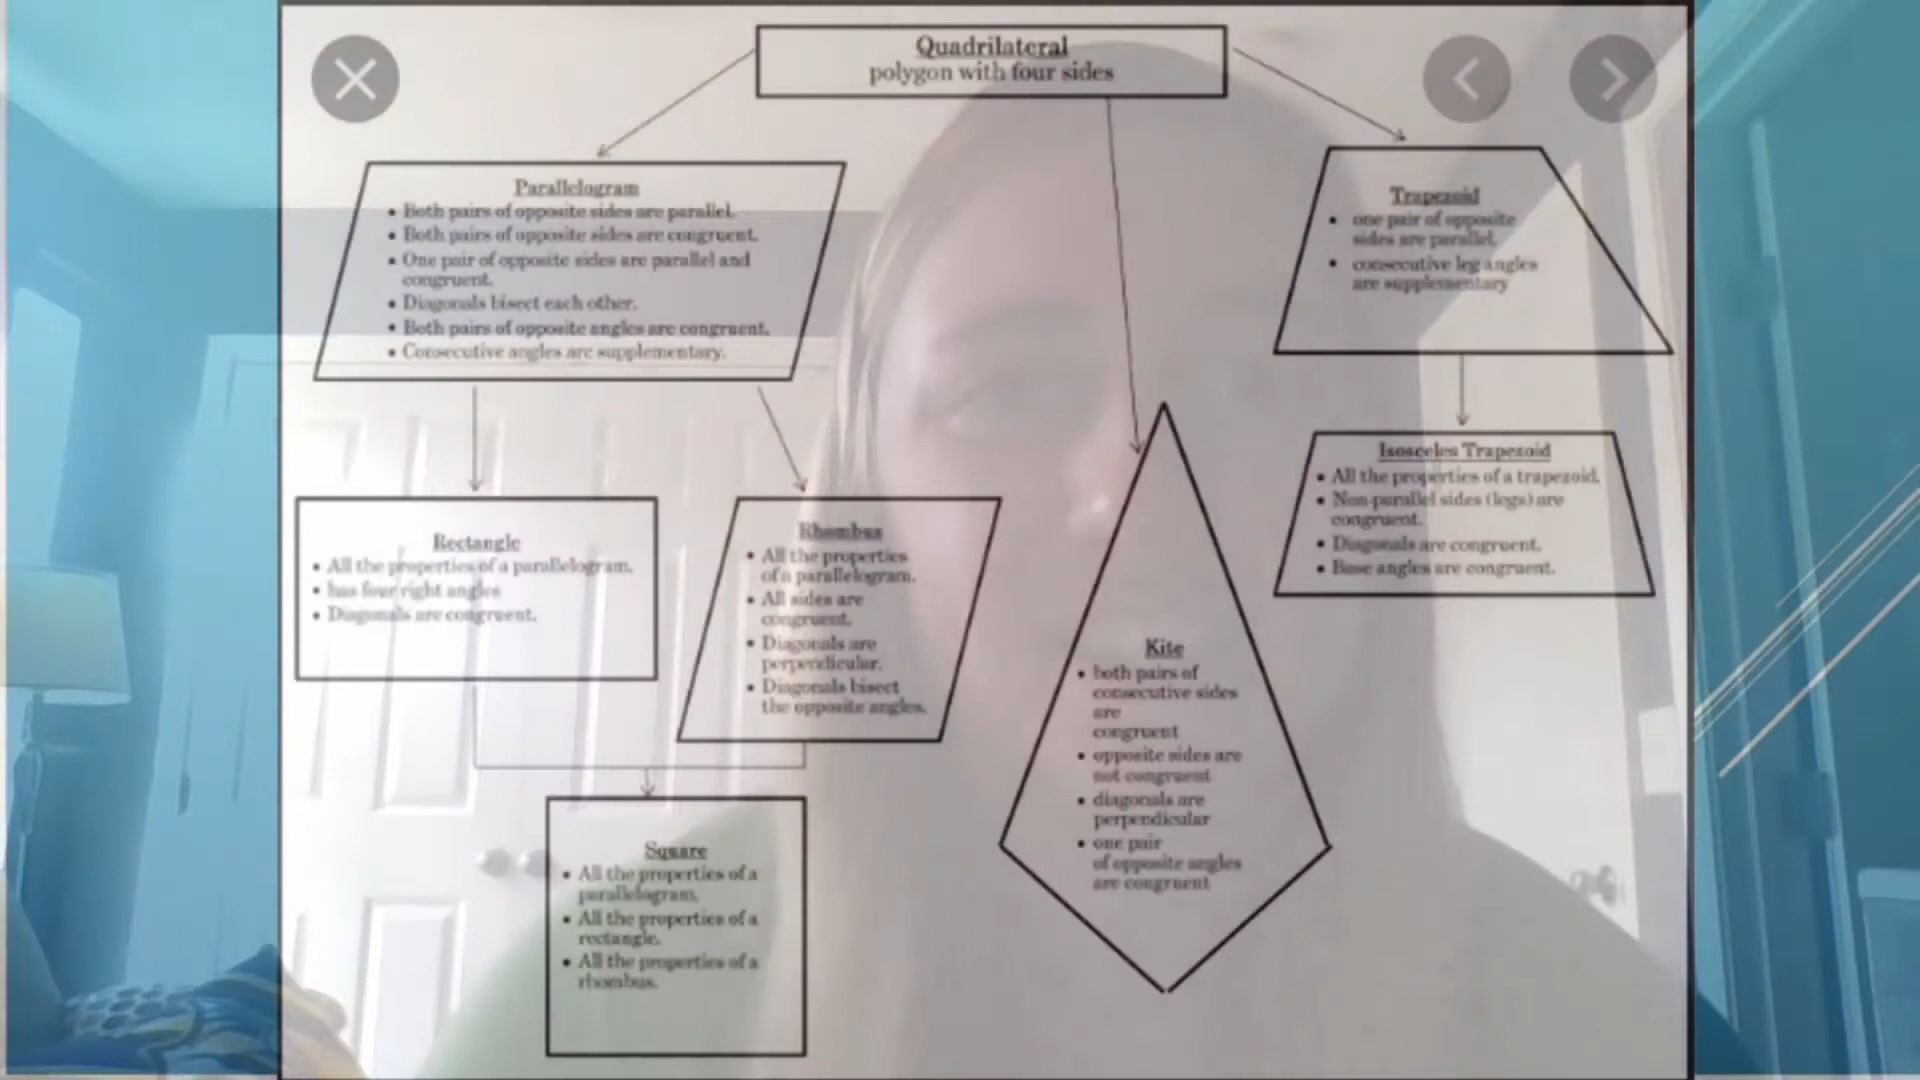 Quadrilateral
polygon with four sides
Parallelogram
• Both pairs of opposite sides are parallel.
• Both pairs of opposite sides are congruent.
• One pair of opposite sides are parallel and
congruent.
• Diagonals bisect each other.
• Both pairs of opposite angles are congruent.
• Consecutive angles are supplementary.
Trapezoid
• one pair of opposite
sides are parallel.
• consecutive leg angles
are supplementary
Isosceles Trapezoid
• All the properties of a trapezoid.
• Non-parallel sides (legs) are
congruent.
• Diagonals are congruent.
• Base angles are congruent.
Rectangle
• All the properties of a parallelogram.
• has four right angles
• Diagonals are congruent.
Rhombus
• All the properties
of a parallelogram.
• All sides are
congruent.
• Diagonals are
perpendicular.
• Diagonals bisect
the opposite angles.
Kite
• both pairs of
consecutive sides
are
congruent
• opposite sides are
not congruent
• diagonals are
perpendicular
• one pair
of opposite angles
are congruent
Square
• All the properties of a
parallelogram.
• All the properties of a
rectangle.
• All the properties of a
rhombus.